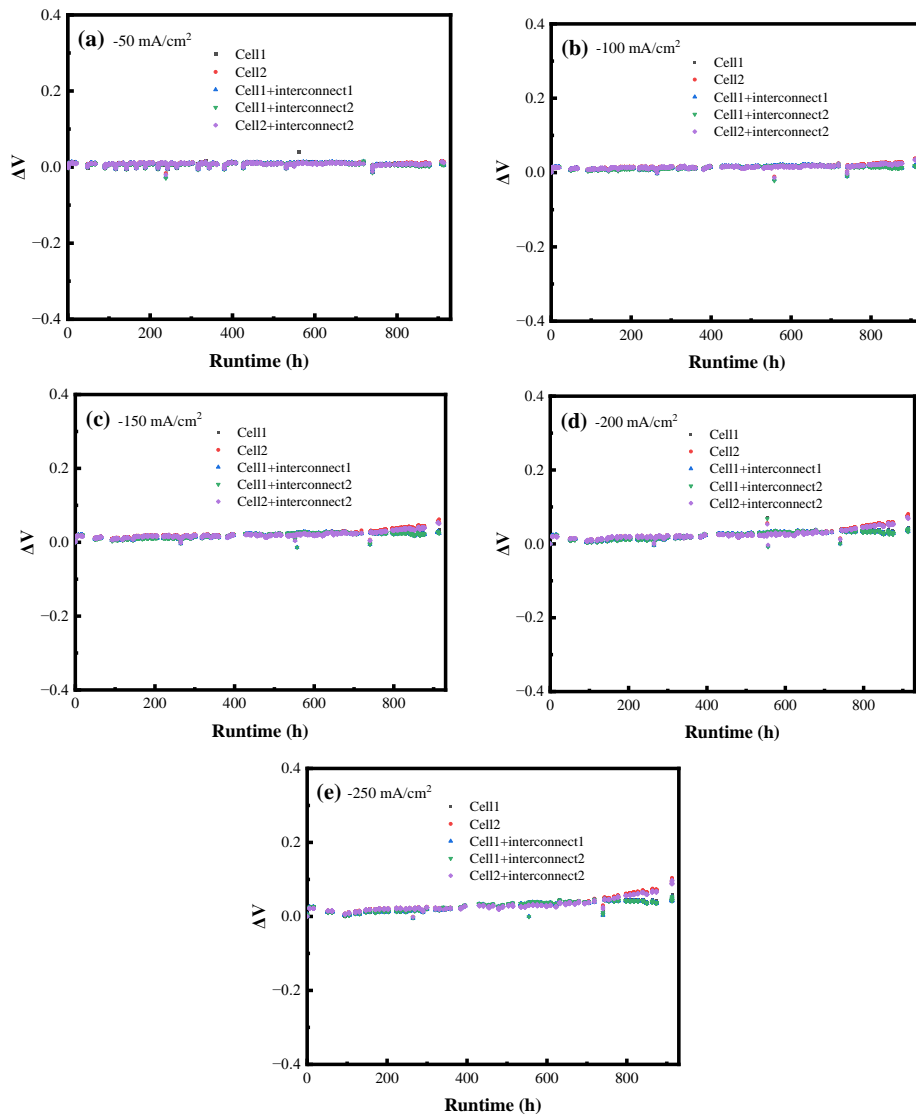 (a) -50 mA/cm²
Cell1
Cell2
Cell1+interconnect1
Cell1+interconnect2
Cell2+interconnect2
0.4
0.2
0.0
−0.2
−0.4
ΔV
0 200 400 600 800
Runtime (h)
(b) -100 mA/cm²
Cell1
Cell2
Cell1+interconnect1
Cell1+interconnect2
Cell2+interconnect2
0.4
0.2
0.0
−0.2
−0.4
ΔV
0 200 400 600 800
Runtime (h)
(c) -150 mA/cm²
Cell1
Cell2
Cell1+interconnect1
Cell1+interconnect2
Cell2+interconnect2
0.4
0.2
0.0
−0.2
−0.4
ΔV
0 200 400 600 800
Runtime (h)
(d) -200 mA/cm²
Cell1
Cell2
Cell1+interconnect1
Cell1+interconnect2
Cell2+interconnect2
0.4
0.2
0.0
−0.2
−0.4
ΔV
0 200 400 600 800
Runtime (h)
(e) -250 mA/cm²
Cell1
Cell2
Cell1+interconnect1
Cell1+interconnect2
Cell2+interconnect2
0.4
0.2
0.0
−0.2
−0.4
ΔV
0 200 400 600 800
Runtime (h)